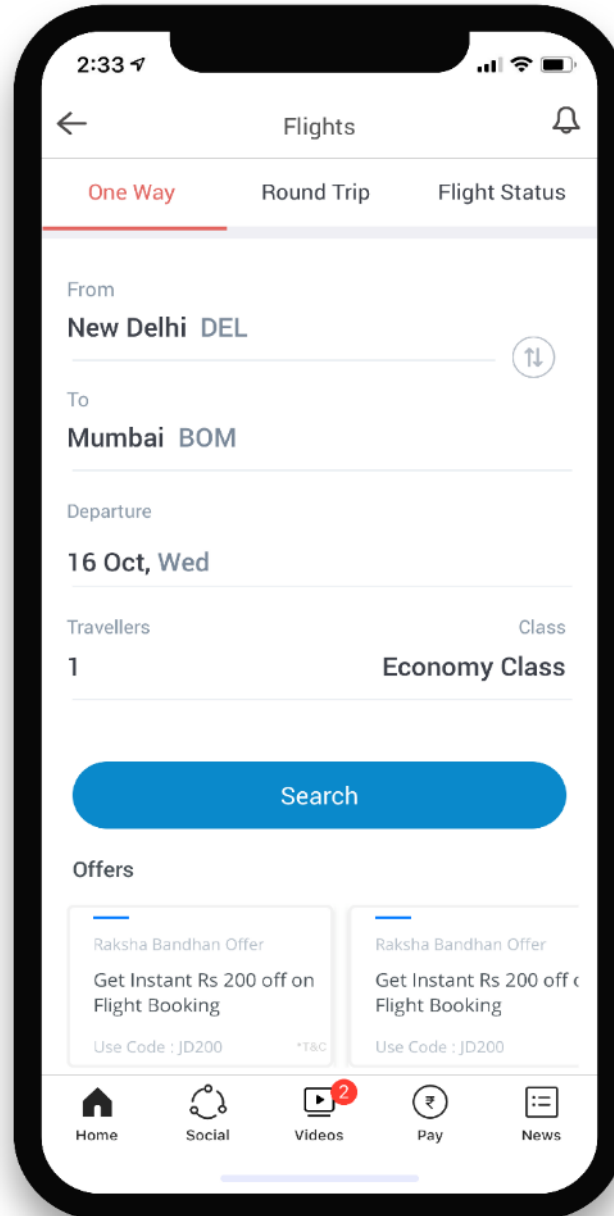 2:33
Flights
One Way Round Trip Flight Status
From
New Delhi DEL
To
Mumbai BOM
Departure
16 Oct, Wed
Travellers Class
1 Economy Class
Search
Offers
Raksha Bandhan Offer
Get Instant Rs 200 off on
Flight Booking
Use Code : JD200 *T&C
Raksha Bandhan Offer
Get Instant Rs 200 off
Flight Booking
Use Code : JD200
2
₹
Home Social Videos Pay News